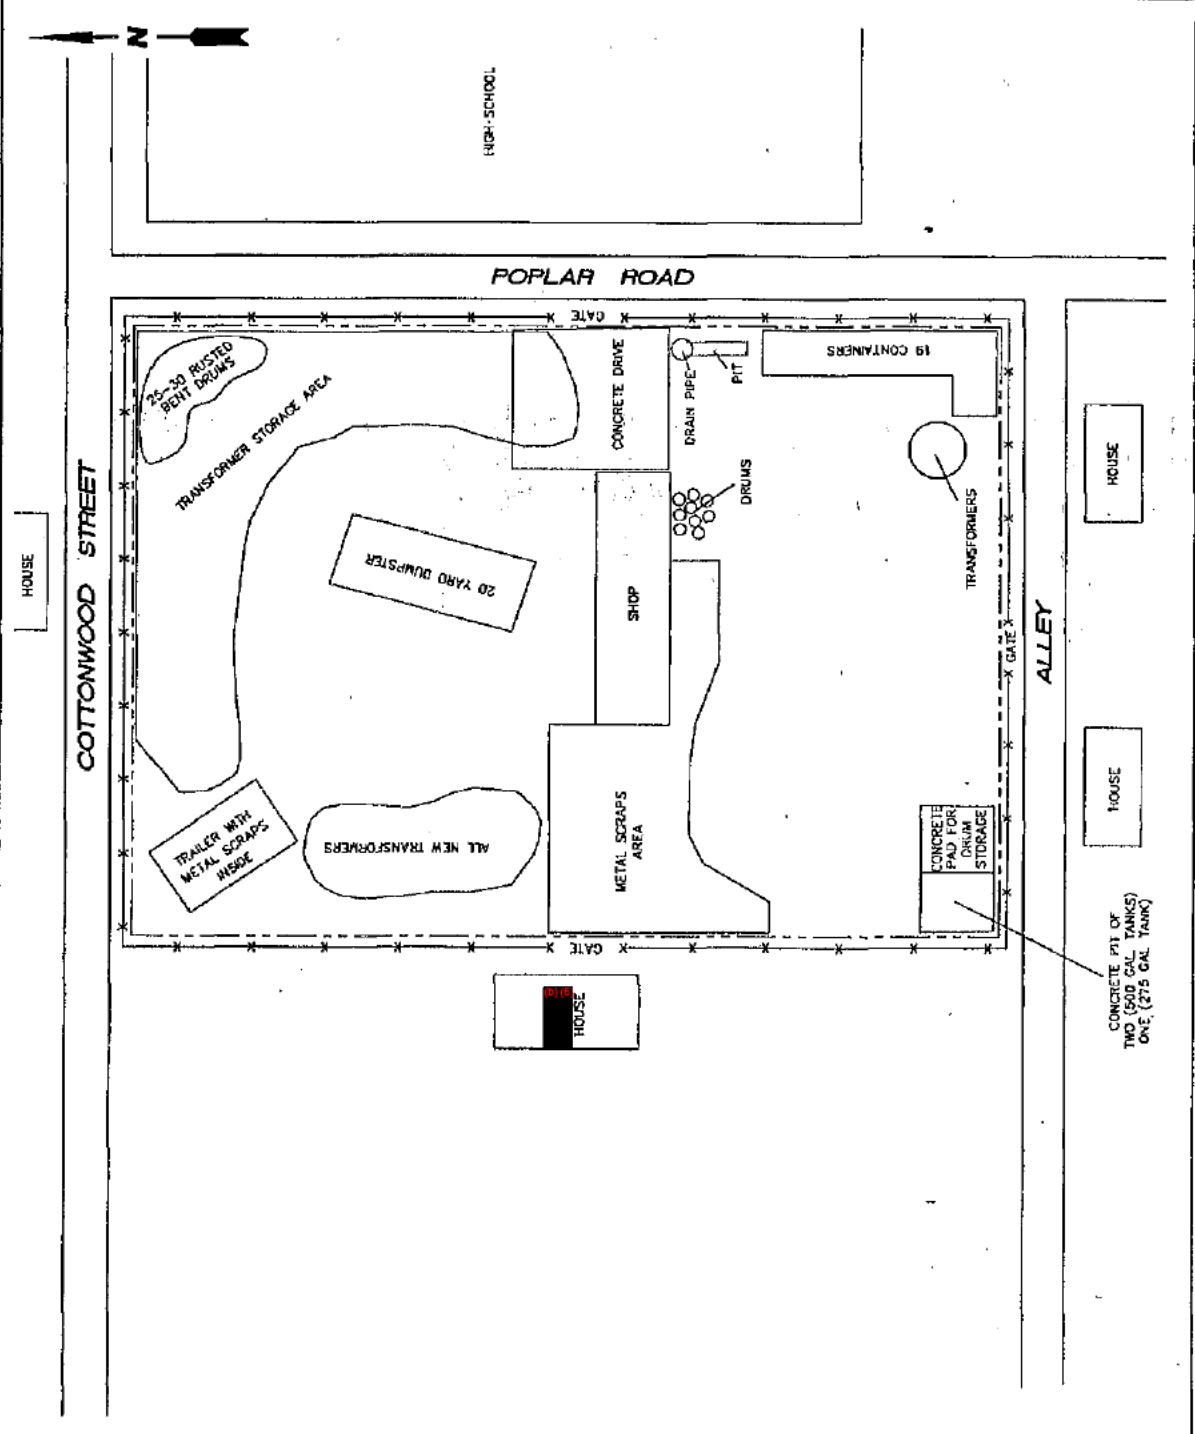 N
HIGH-SCHOOL
POPLAR ROAD
GATE
25-30 RUSTED
BENT DRUMS
TRANSFORMER STORAGE AREA
CONCRETE DRIVE
DRAIN PIPE
PIT
19 CONTAINERS
HOUSE
COTTONWOOD STREET
HOUSE
20 YARD DUMPSTER
SHOP
DRUMS
TRANSFORMERS
GATE
ALLEY
HOUSE
TRAILER WITH
METAL SCRAPS
INSIDE
ALL NEW TRANSFORMERS
METAL SCRAPS
AREA
CONCRETE
PAD FOR
DRUM
STORAGE
GATE
(b) (6)
HOUSE
CONCRETE PIT OF
TWO (500 GAL TANKS)
ONE, (275 GAL TANK)